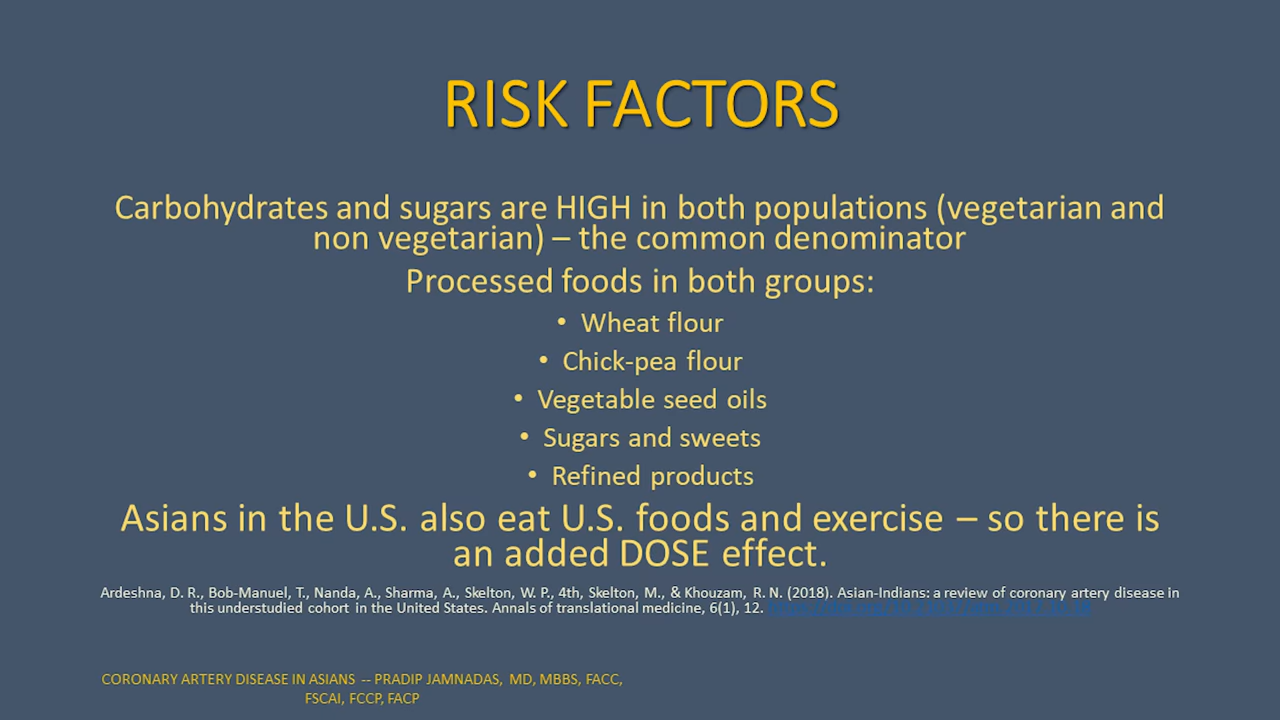 RISK FACTORS
Carbohydrates and sugars are HIGH in both populations (vegetarian and
non vegetarian) – the common denominator
Processed foods in both groups:
• Wheat flour
• Chick-pea flour
• Vegetable seed oils
• Sugars and sweets
• Refined products
Asians in the U.S. also eat U.S. foods and exercise – so there is
an added DOSE effect.
Ardeshna, D. R., Bob-Manuel, T., Nanda, A., Sharma, A., Skelton, W. P., 4th, Skelton, M., & Khouzam, R. N. (2018). Asian-Indians: a review of coronary artery disease in
this understudied cohort in the United States. Annals of translational medicine, 6(1), 12.
CORONARY ARTERY DISEASE IN ASIANS -- PRADIP JAMNADAS, MD, MBBS, FACC,
FSCAI, FCCP, FACP